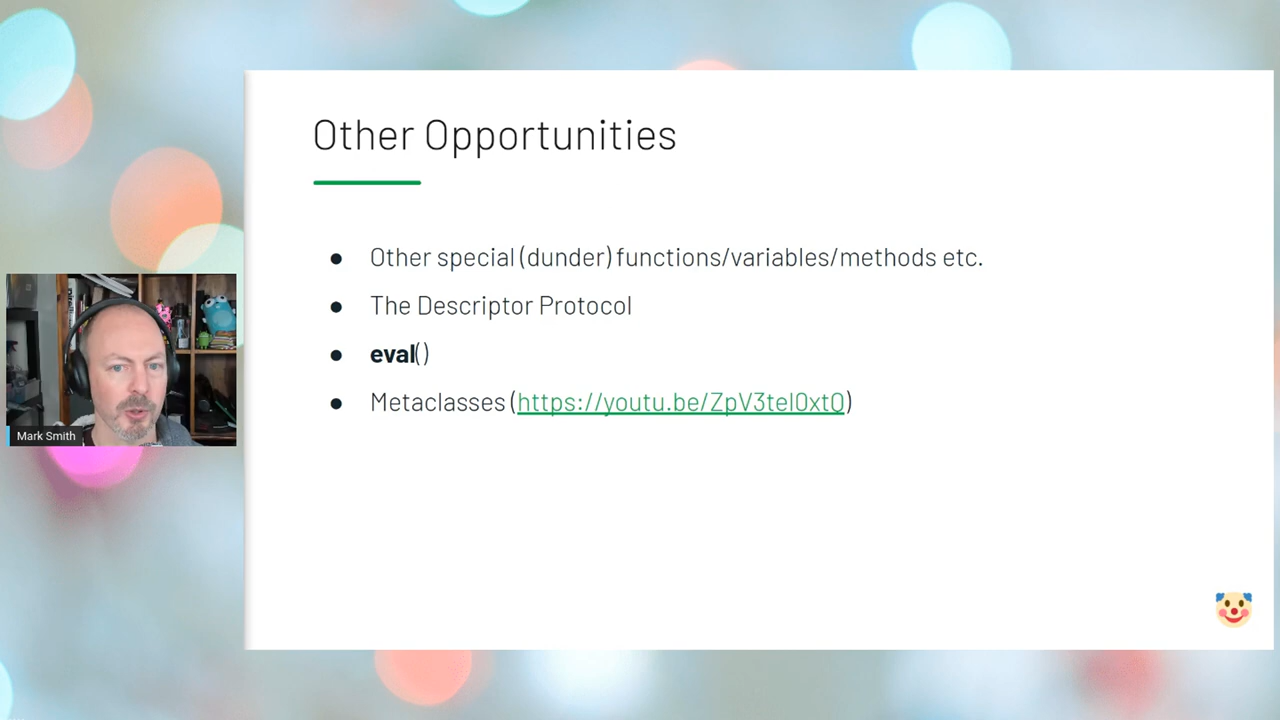 Other Opportunities
● Other special (dunder) functions/variables/methods etc.
● The Descriptor Protocol
● eval()
● Metaclasses (https://youtu.be/ZpV3tel0xtQ)
Mark Smith